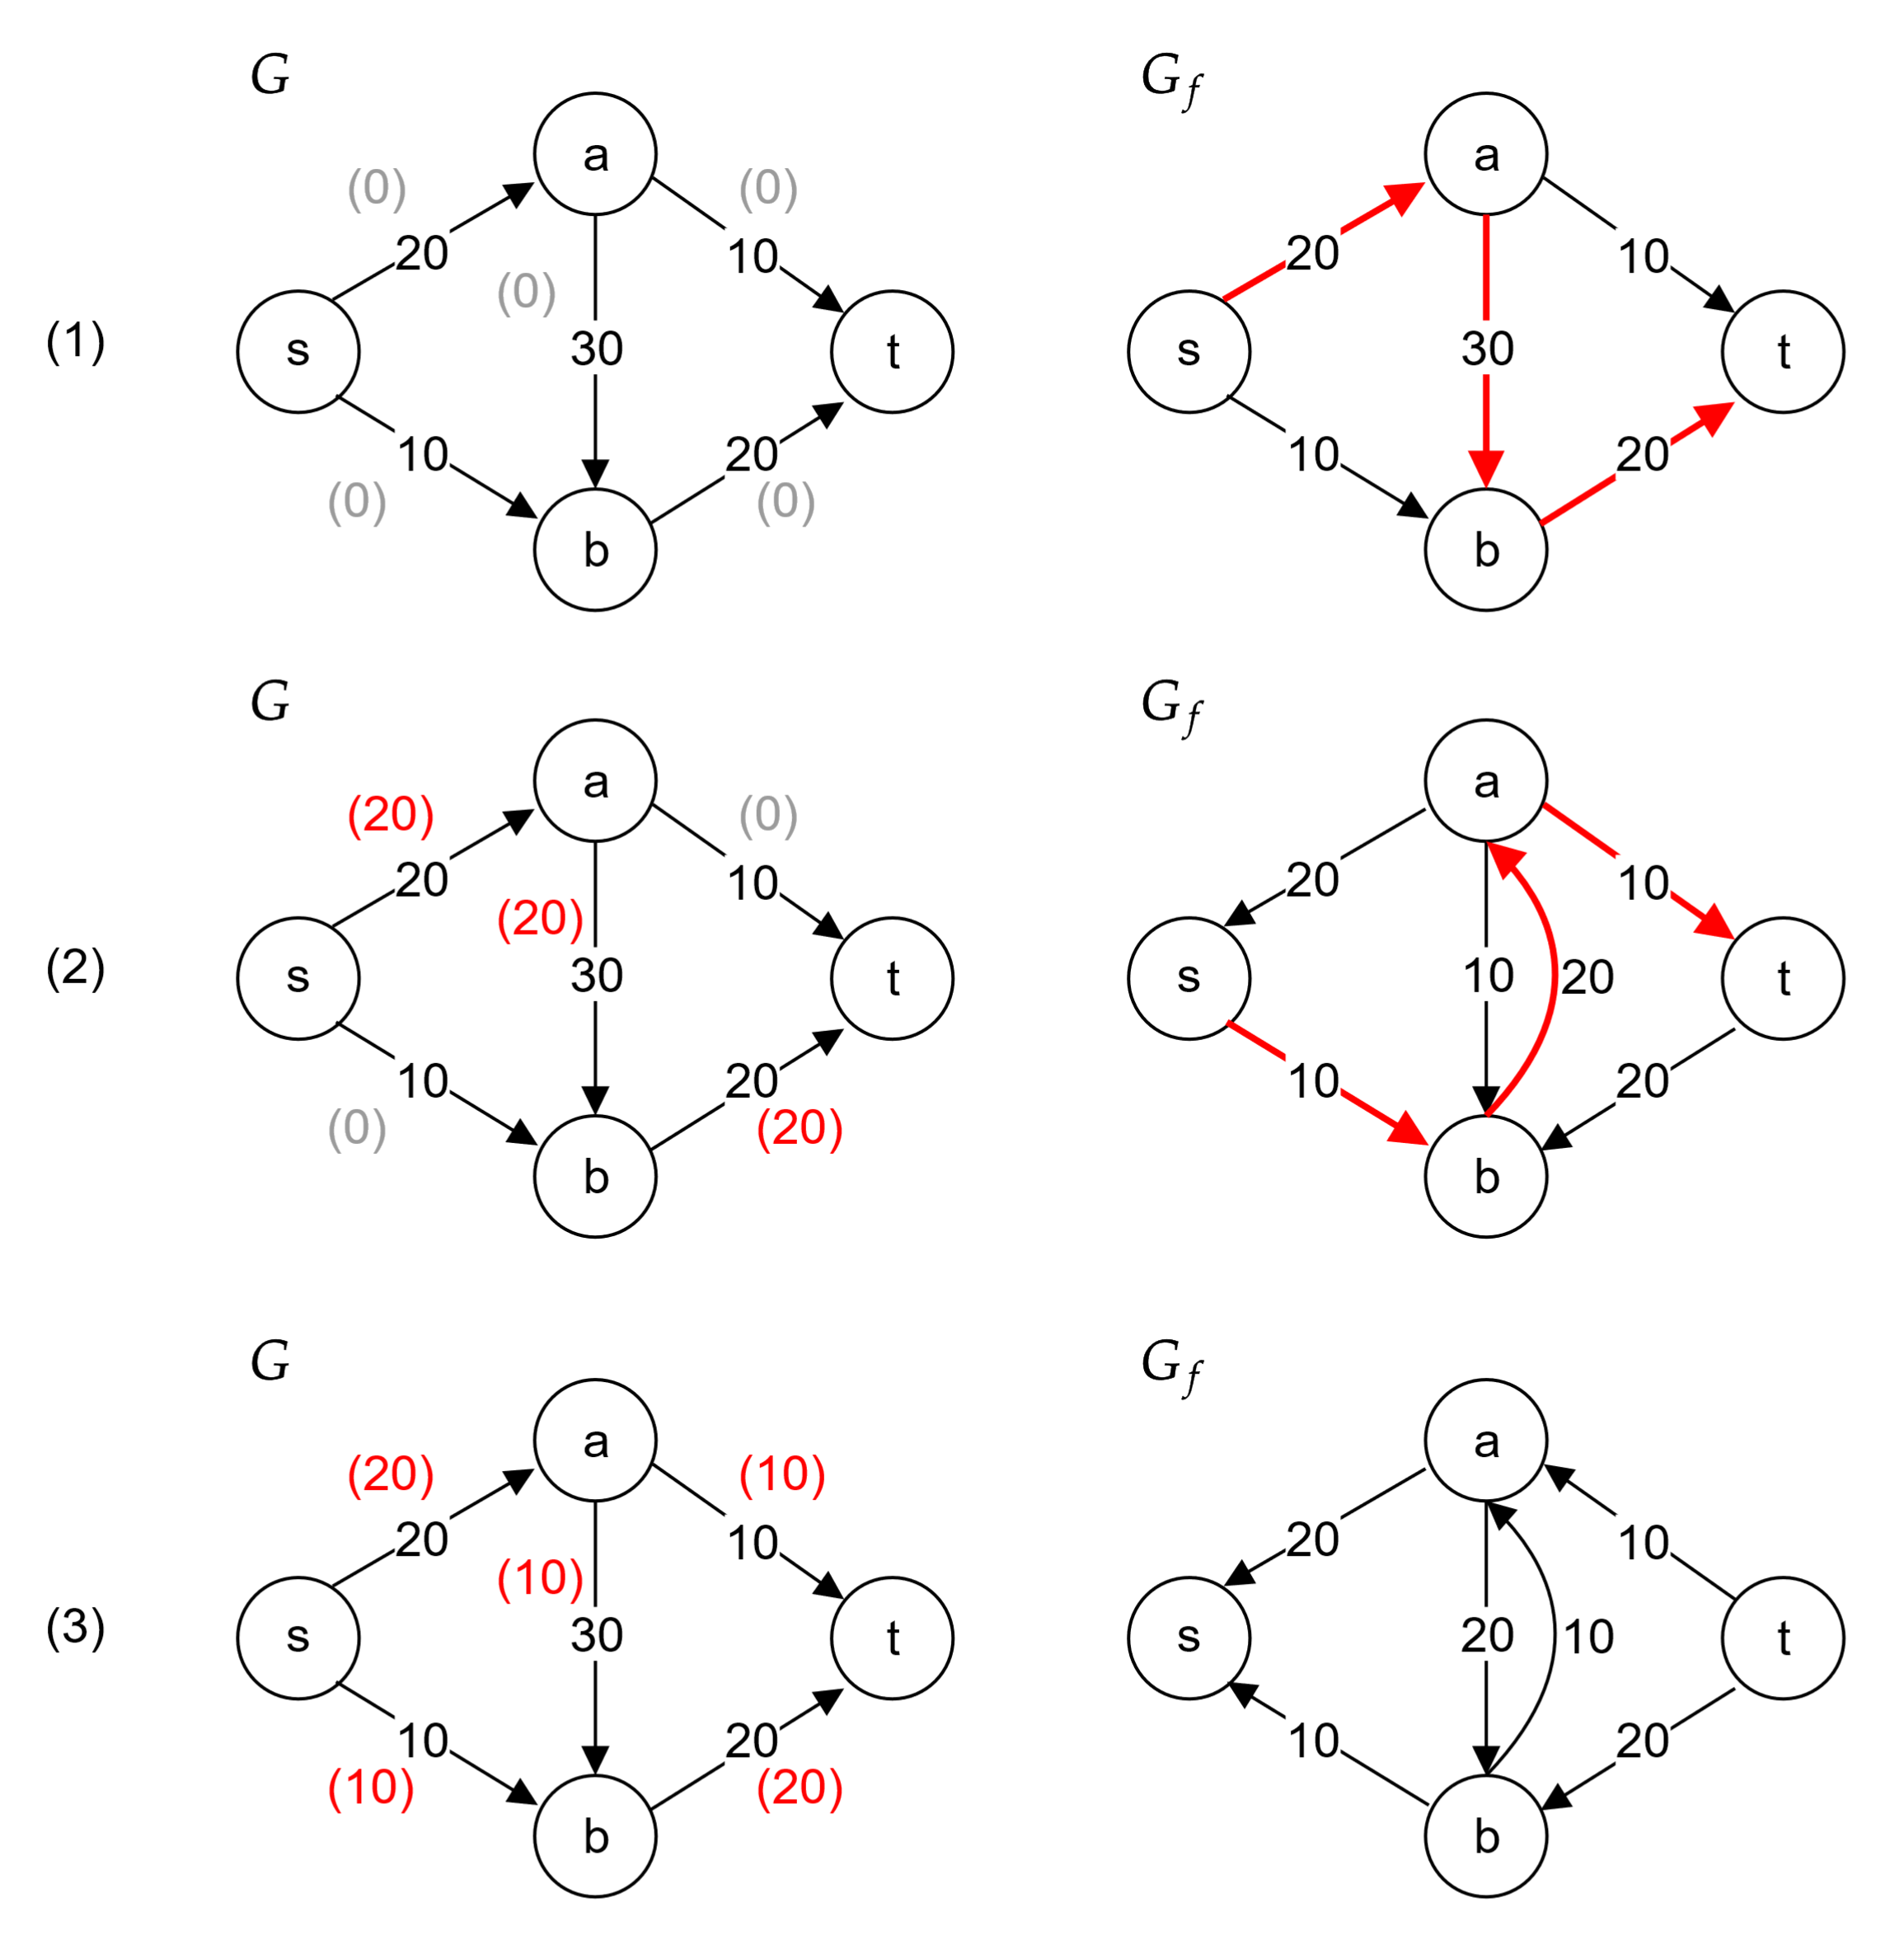 G G_f
a a
(0) (0)
20 10 20 10
(0)
(1) s 30 t s 30 t
10 20 10 20
(0) (0)
b b
G G_f
a a
(20) (0)
20 10 20 10
(20)
(2) s 30 t s 10 20 t
10 20 10 20
(0) (20)
b b
G G_f
a a
(20) (10)
20 10 20 10
(10)
(3) s 30 t s 20 10 t
10 20 10 20
(10) (20)
b b